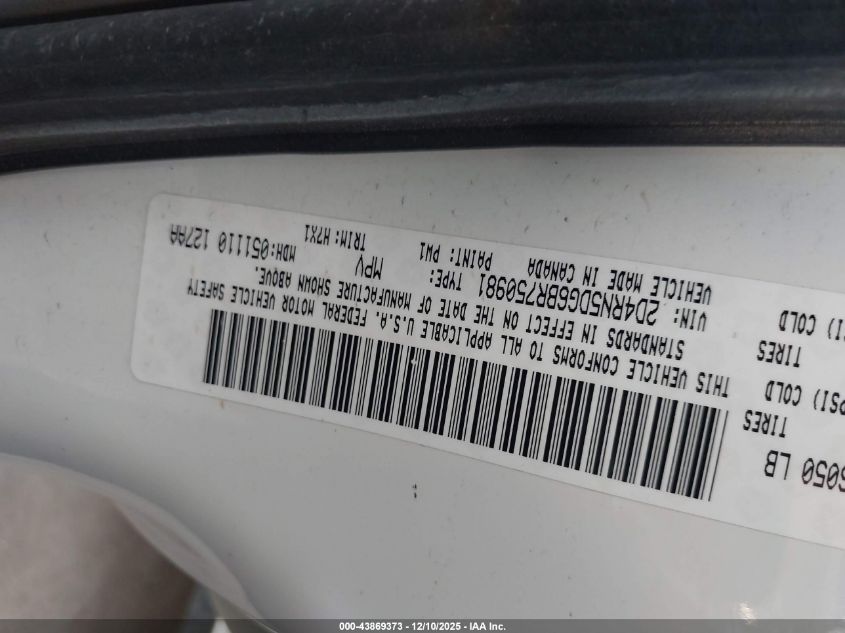 6050 LB
TIRES
PSI) COLD
TIRES
SI) COLD
THIS VEHICLE CONFORMS TO ALL APPLICABLE U.S.A. FEDERAL MOTOR VEHICLE SAFETY
STANDARDS IN EFFECT ON THE DATE OF MANUFACTURE SHOWN ABOVE.
VIN: 2D4RN5DG6BR750981 TYPE: MPV MDH:051110 127AA
VEHICLE MADE IN CANADA PAINT: PW1 TRIM: H7X1
000-43869373 - 12/10/2025 - IAA Inc.